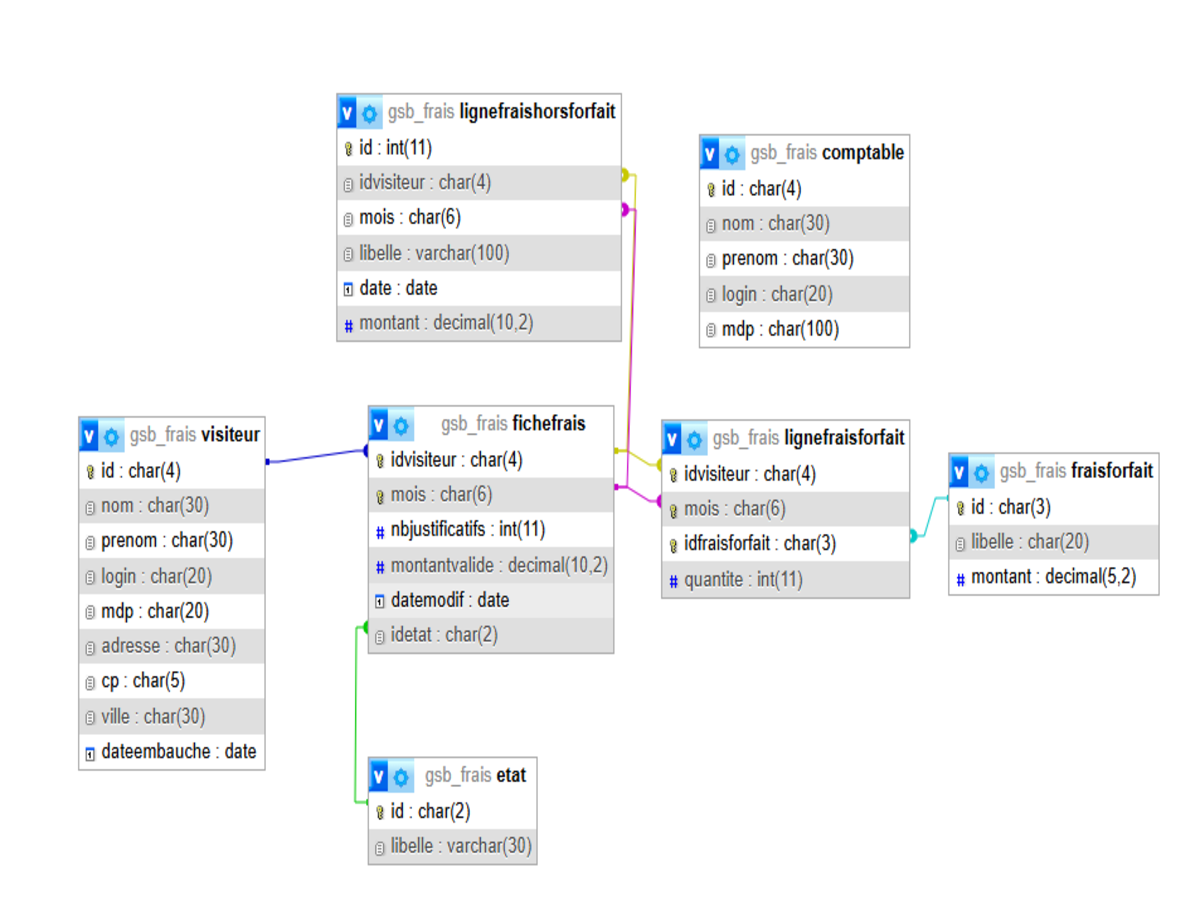 gsb_frais lignefraishorsforfait
id : int(11)
idvisiteur : char(4)
mois : char(6)
libelle : varchar(100)
date : date
montant : decimal(10,2)
gsb_frais comptable
id : char(4)
nom : char(30)
prenom : char(30)
login : char(20)
mdp : char(100)
gsb_frais visiteur
id : char(4)
nom : char(30)
prenom : char(30)
login : char(20)
mdp : char(20)
adresse : char(30)
cp : char(5)
ville : char(30)
dateembauche : date
gsb_frais fichefrais
idvisiteur : char(4)
mois : char(6)
nbjustificatifs : int(11)
montantvalide : decimal(10,2)
datemodif : date
idetat : char(2)
gsb_frais lignefraisforfait
idvisiteur : char(4)
mois : char(6)
idfraisforfait : char(3)
quantite : int(11)
gsb_frais fraisforfait
id : char(3)
libelle : char(20)
montant : decimal(5,2)
gsb_frais etat
id : char(2)
libelle : varchar(30)